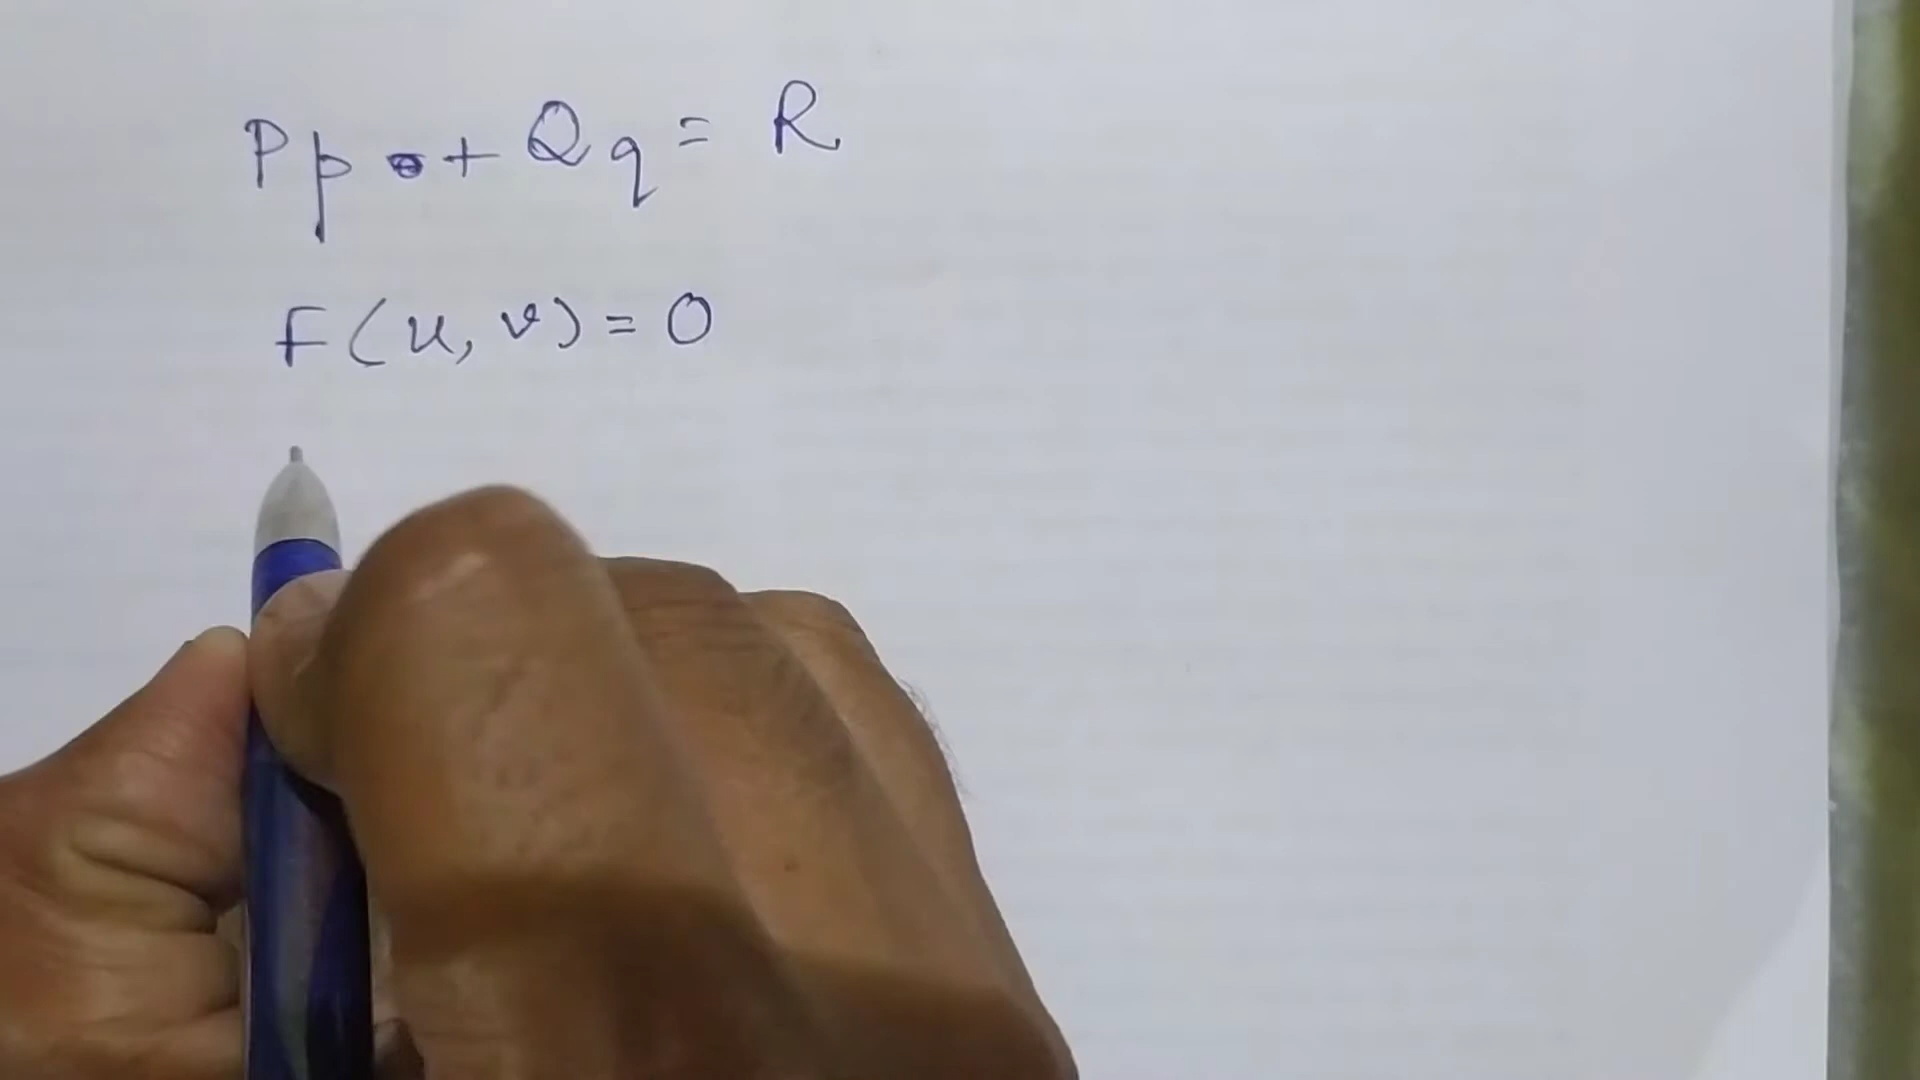 Pp + Qq = R
F(u, v) = 0